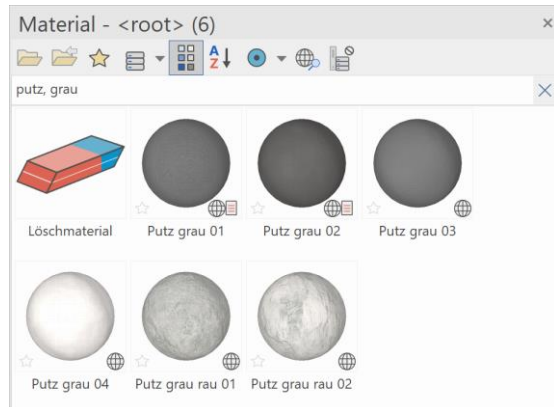 Material - <root> (6)
putz, grau
Löschmaterial
Putz grau 01
Putz grau 02
Putz grau 03
Putz grau 04
Putz grau rau 01
Putz grau rau 02